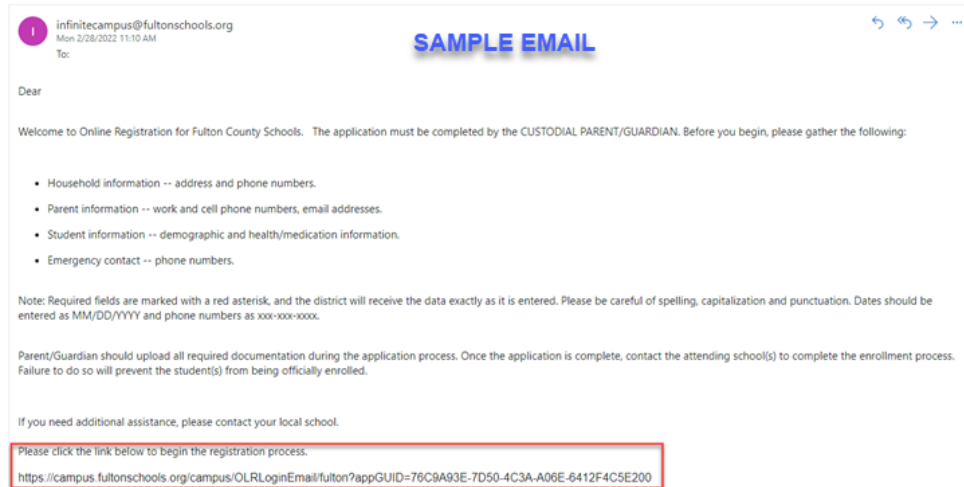 I
infinitecampus@fultonschools.org
Mon 2/28/2022 11:10 AM
To:
SAMPLE EMAIL
Dear
Welcome to Online Registration for Fulton County Schools.   The application must be completed by the CUSTODIAL PARENT/GUARDIAN. Before you begin, please gather the following:
• Household information -- address and phone numbers.
• Parent information -- work and cell phone numbers, email addresses.
• Student information -- demographic and health/medication information.
• Emergency contact -- phone numbers.
Note: Required fields are marked with a red asterisk, and the district will receive the data exactly as it is entered. Please be careful of spelling, capitalization and punctuation. Dates should be
entered as MM/DD/YYYY and phone numbers as xxx-xxx-xxxx.
Parent/Guardian should upload all required documentation during the application process. Once the application is complete, contact the attending school(s) to complete the enrollment process.
Failure to do so will prevent the student(s) from being officially enrolled.
If you need additional assistance, please contact your local school.
Please click the link below to begin the registration process.
https://campus.fultonschools.org/campus/OLRLoginEmail/fulton?appGUID=76C9A93E-7D50-4C3A-A06E-6412F4C5E200